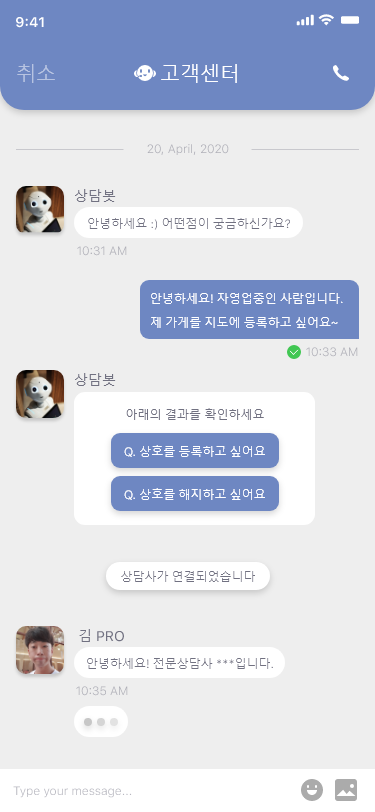 9:41
취소
고객센터
20, April, 2020
상담봇
안녕하세요 :) 어떤점이 궁금하신가요?
10:31 AM
안녕하세요! 자영업중인 사람입니다.
제 가게를 지도에 등록하고 싶어요~
10:33 AM
상담봇
아래의 결과를 확인하세요
Q. 상호를 등록하고 싶어요
Q. 상호를 해지하고 싶어요
상담사가 연결되었습니다
김 PRO
안녕하세요! 전문상담사 ***입니다.
10:35 AM
Type your message...